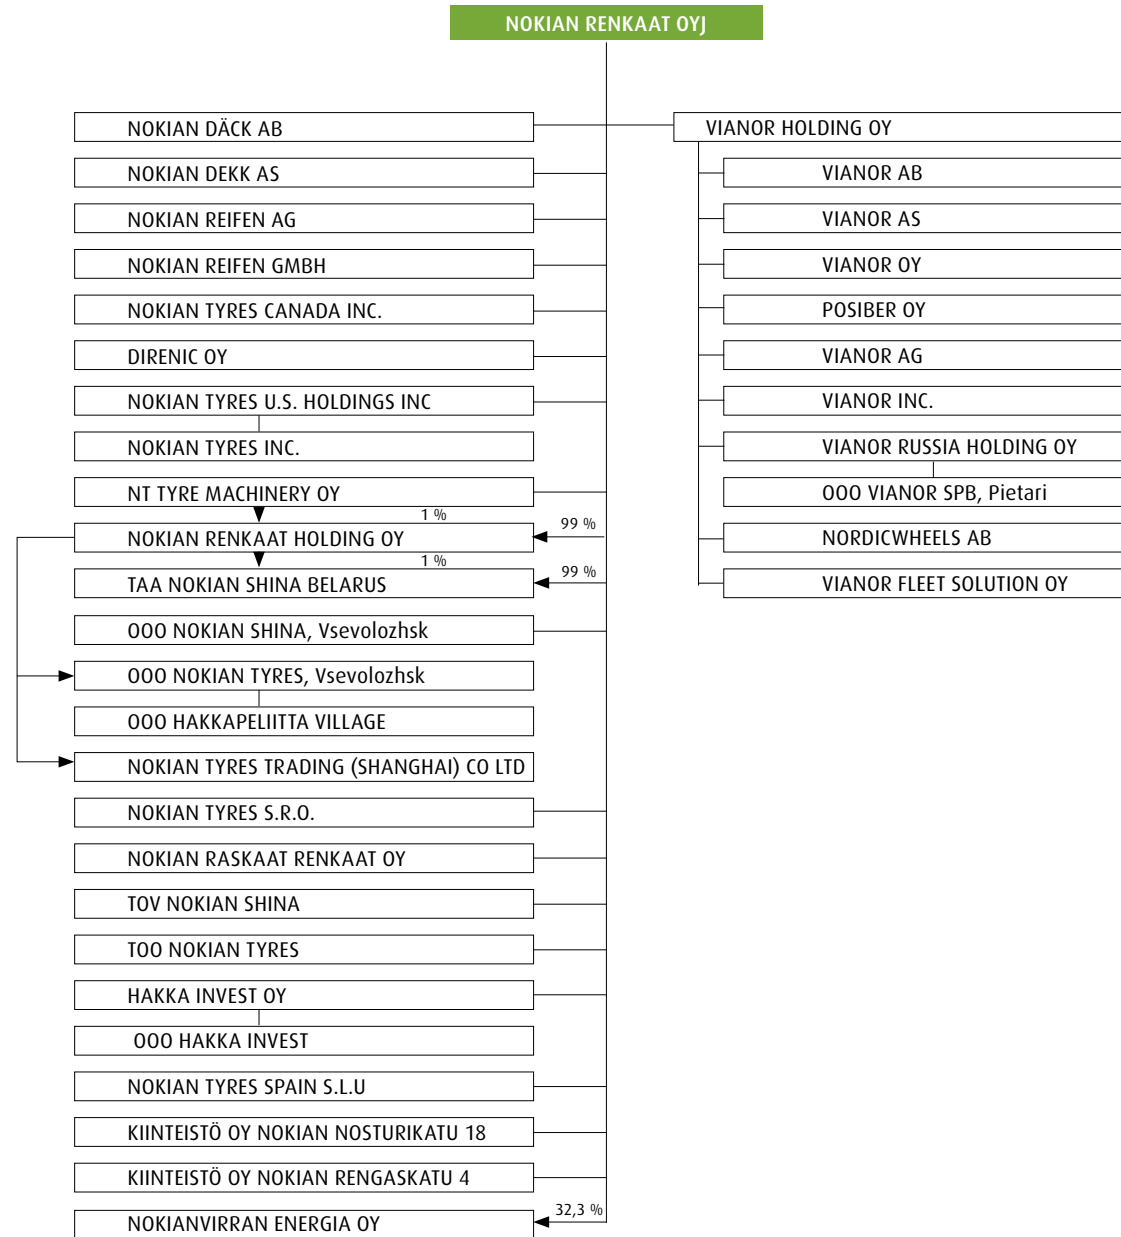 NOKIAN RENKAAT OYJ
NOKIAN DÄCK AB
NOKIAN DEKK AS
NOKIAN REIFEN AG
NOKIAN REIFEN GMBH
NOKIAN TYRES CANADA INC.
DIRENIC OY
NOKIAN TYRES U.S. HOLDINGS INC
NOKIAN TYRES INC.
NT TYRE MACHINERY OY
1 %
99 %
NOKIAN RENKAAT HOLDING OY
1 %
99 %
TAA NOKIAN SHINA BELARUS
OOO NOKIAN SHINA, Vsevolozhsk
OOO NOKIAN TYRES, Vsevolozhsk
OOO HAKKAPELIITTA VILLAGE
NOKIAN TYRES TRADING (SHANGHAI) CO LTD
NOKIAN TYRES S.R.O.
NOKIAN RASKAAT RENKAAT OY
TOV NOKIAN SHINA
TOO NOKIAN TYRES
HAKKA INVEST OY
OOO HAKKA INVEST
NOKIAN TYRES SPAIN S.L.U
KIINTEISTÖ OY NOKIAN NOSTURIKATU 18
KIINTEISTÖ OY NOKIAN RENGASKATU 4
32,3 %
NOKIANVIRRAN ENERGIA OY
VIANOR HOLDING OY
VIANOR AB
VIANOR AS
VIANOR OY
POSIBER OY
VIANOR AG
VIANOR INC.
VIANOR RUSSIA HOLDING OY
OOO VIANOR SPB, Pietari
NORDICWHEELS AB
VIANOR FLEET SOLUTION OY